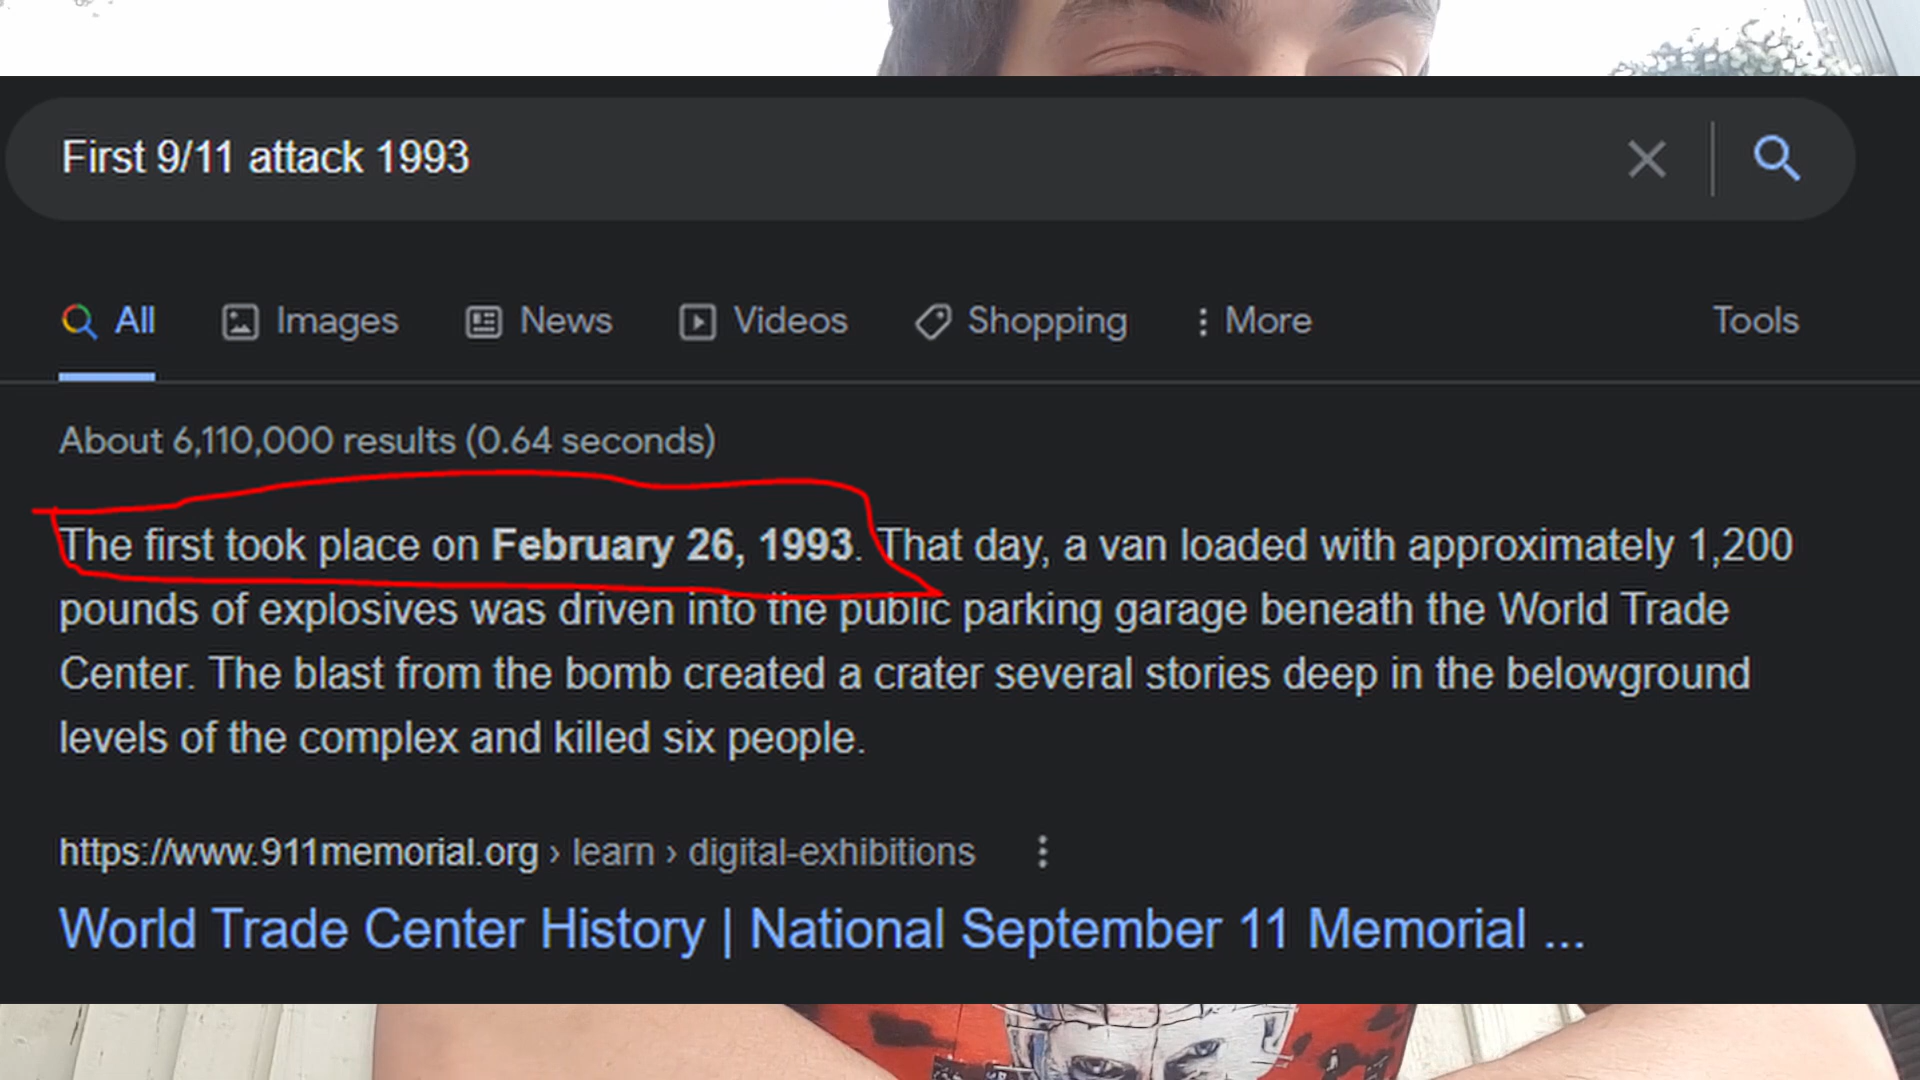 First 9/11 attack 1993
All Images News Videos Shopping More Tools
About 6,110,000 results (0.64 seconds)
The first took place on February 26, 1993. That day, a van loaded with approximately 1,200
pounds of explosives was driven into the public parking garage beneath the World Trade
Center. The blast from the bomb created a crater several stories deep in the belowground
levels of the complex and killed six people.
https://www.911memorial.org › learn › digital-exhibitions
World Trade Center History | National September 11 Memorial ...